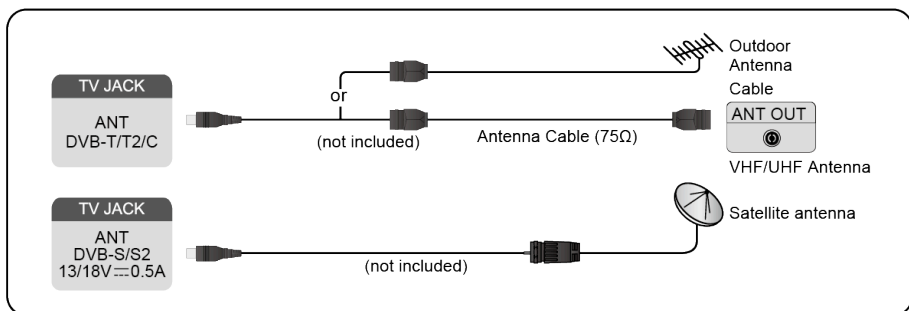 TV JACK
ANT
DVB-T/T2/C
or
(not included)
Antenna Cable (75Ω)
Outdoor
Antenna
Cable
ANT OUT
VHF/UHF Antenna
TV JACK
ANT
DVB-S/S2
13/18V⎓0.5A
(not included)
Satellite antenna